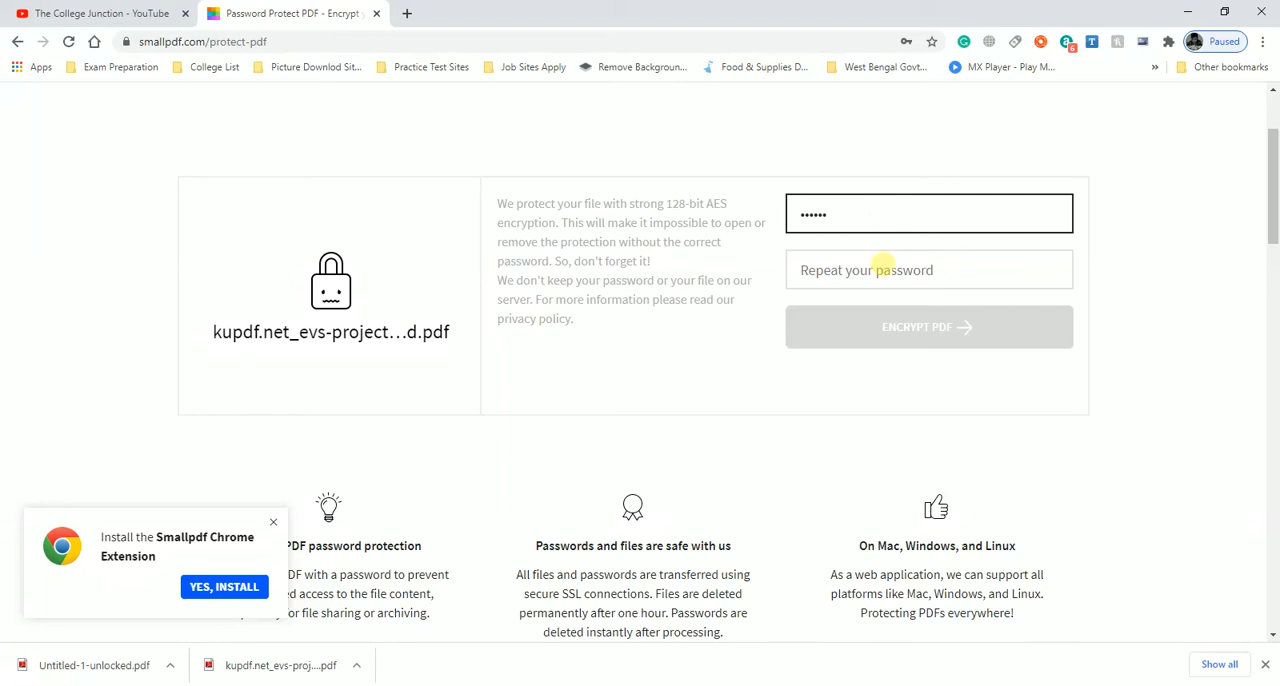 The College Junction - YouTube
Password Protect PDF - Encrypt y
smallpdf.com/protect-pdf
6
T
Paused
Apps
Exam Preparation
College List
Picture Downlod Sit...
Practice Test Sites
Job Sites Apply
Remove Backgroun...
Food & Supplies D...
West Bengal Govt...
MX Player - Play M...
»
Other bookmarks
kupdf.net_evs-project...d.pdf
We protect your file with strong 128-bit AES
encryption. This will make it impossible to open or
remove the protection without the correct
password. So, don't forget it!
We don't keep your password or your file on our
server. For more information please read our
privacy policy.
••••••
Repeat your password
ENCRYPT PDF
Install the Smallpdf Chrome
Extension
YES, INSTALL
PDF password protection
DF with a password to prevent
ed access to the file content,
or file sharing or archiving.
Passwords and files are safe with us
All files and passwords are transferred using
secure SSL connections. Files are deleted
permanently after one hour. Passwords are
deleted instantly after processing.
On Mac, Windows, and Linux
As a web application, we can support all
platforms like Mac, Windows, and Linux.
Protecting PDFs everywhere!
Untitled-1-unlocked.pdf
kupdf.net_evs-proj....pdf
Show all